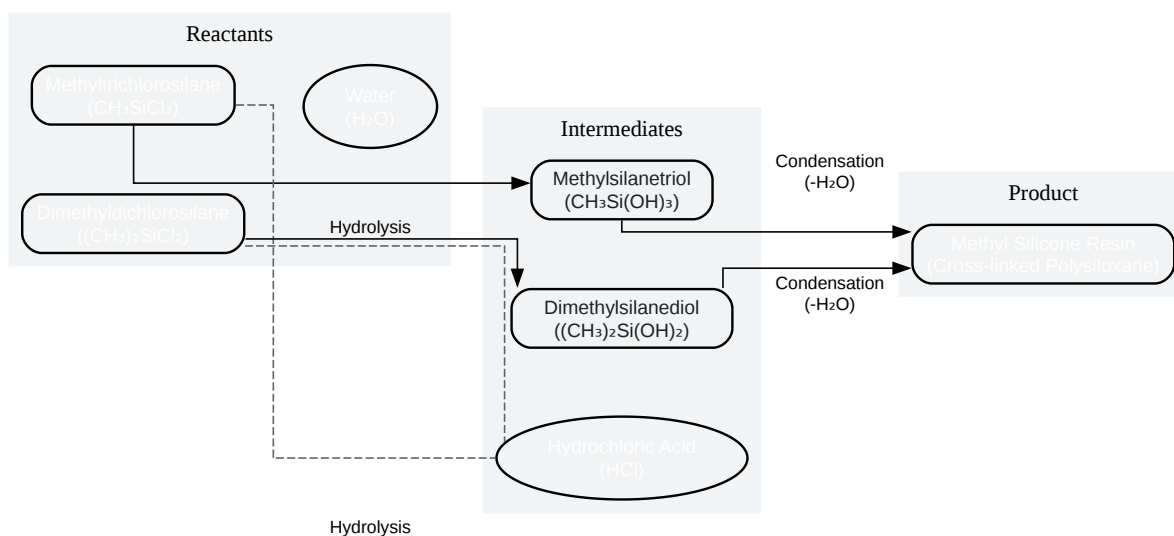 Reactants
Methyltrichlorosilane
(CH₃SiCl₃)
Water
(H₂O)
Dimethyldichlorosilane
((CH₃)₂SiCl₂)
Hydrolysis
Intermediates
Methylsilanetriol
(CH₃Si(OH)₃)
Dimethylsilanediol
((CH₃)₂Si(OH)₂)
Hydrochloric Acid
(HCl)
Hydrolysis
Condensation
(-H₂O)
Condensation
(-H₂O)
Product
Methyl Silicone Resin
(Cross-linked Polysiloxane)